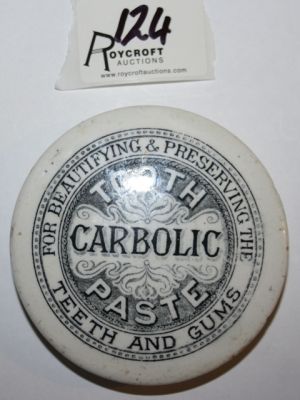 124
ROYCROFT
AUCTIONS
www.roycroftauctions.com
FOR BEAUTIFYING & PRESERVING THE
TEETH AND GUMS
TOOTH
CARBOLIC
PASTE